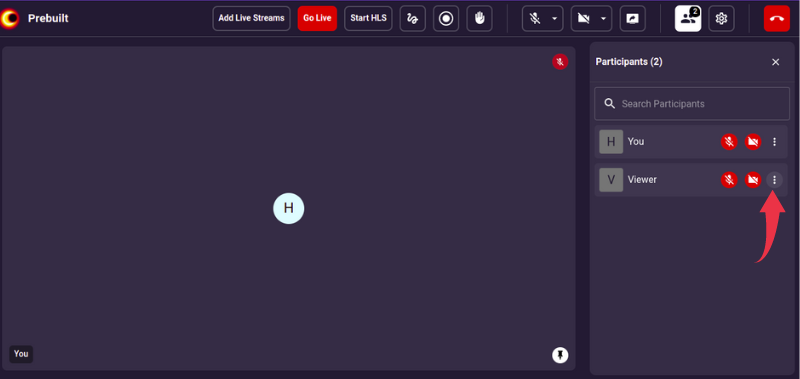 Prebuilt
Add Live Streams
Go Live
Start HLS
2
Participants (2)
Search Participants
H
You
V
Viewer
H
You